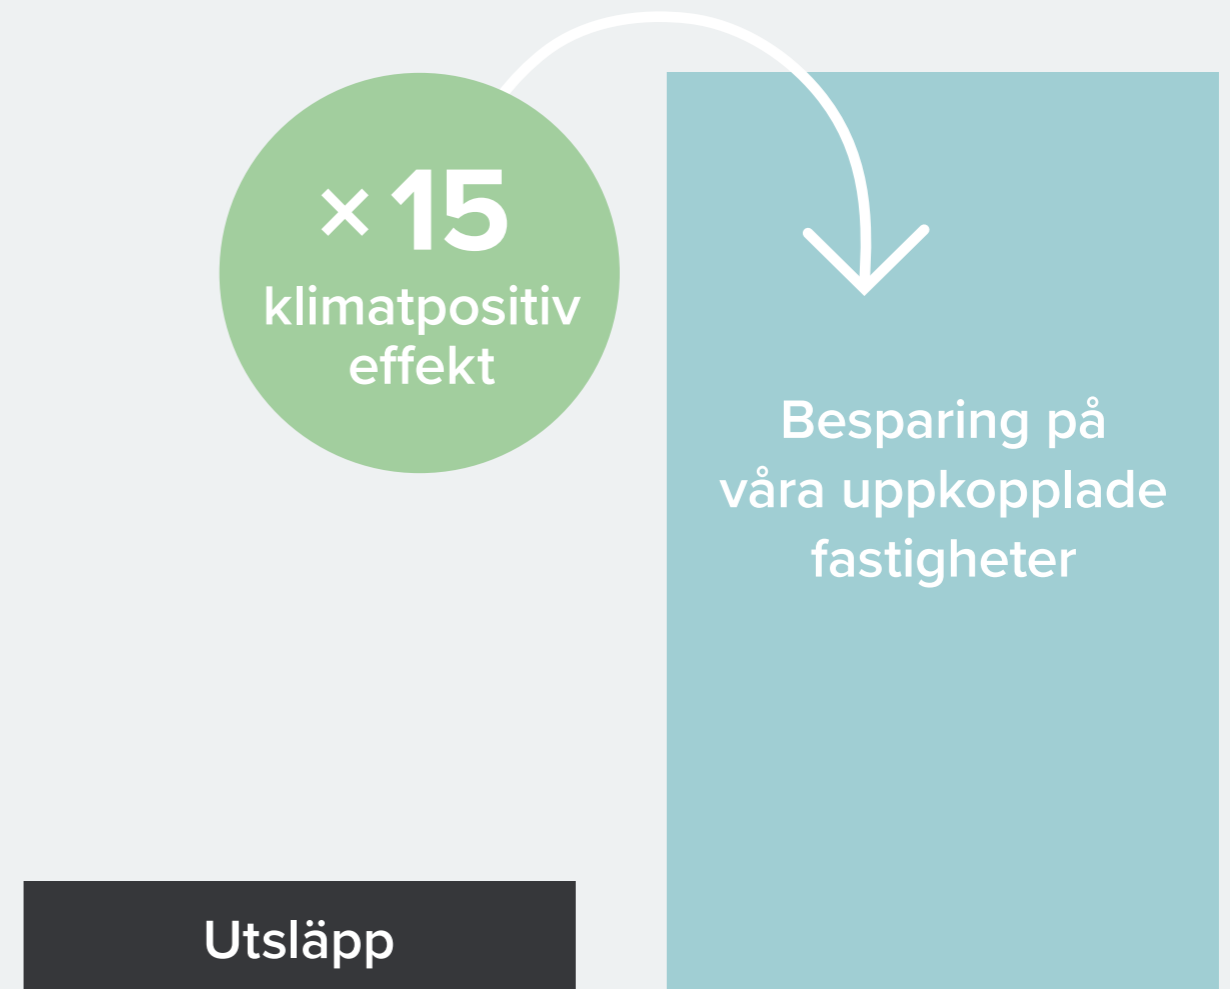 × 15
klimatpositiv
effekt
Besparing på
våra uppkopplade
fastigheter
Utsläpp